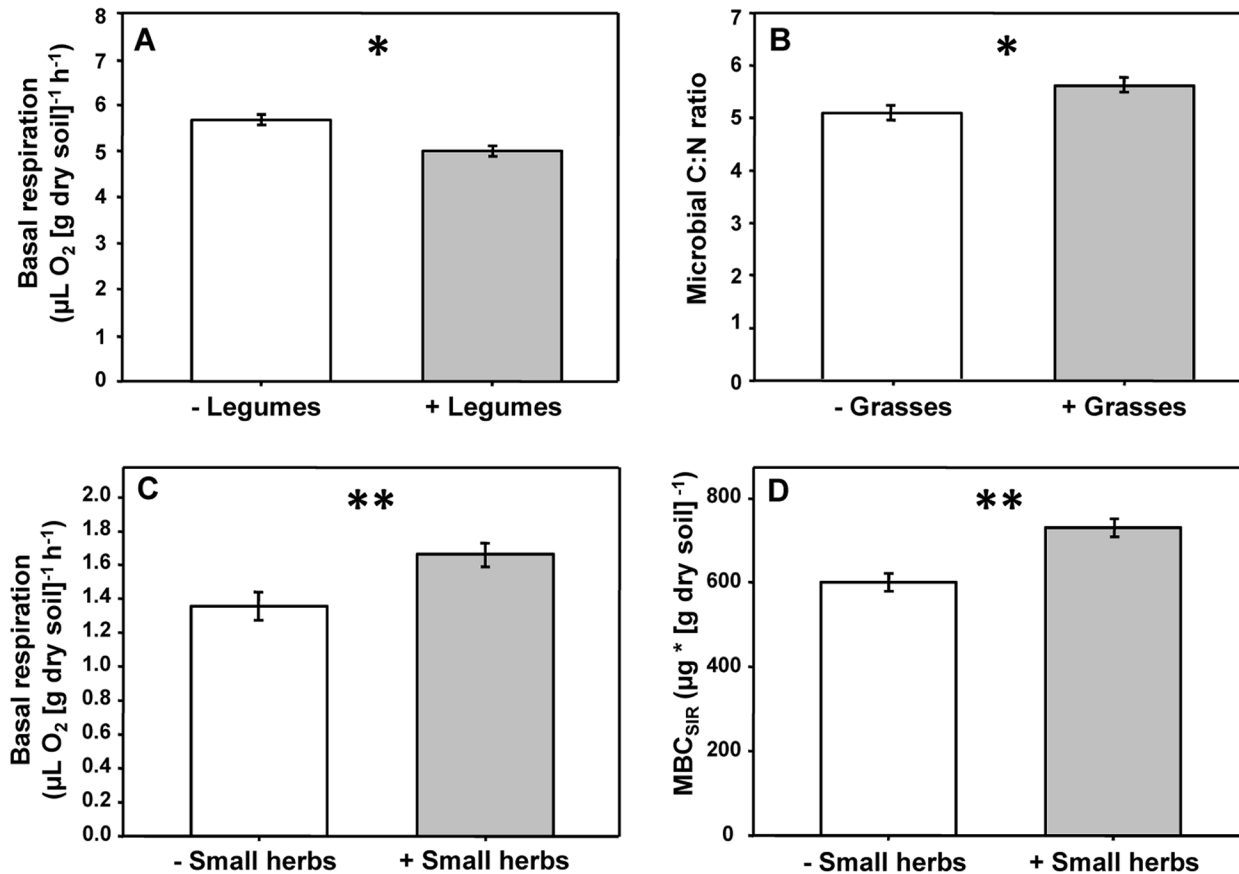 A
*
Basal respiration
(µL O₂ [g dry soil]⁻¹ h⁻¹)
8
7
6
5
4
3
2
1
0
- Legumes + Legumes
B
*
Microbial C:N ratio
7
6
5
4
3
2
1
0
- Grasses + Grasses
C
**
Basal respiration
(µL O₂ [g dry soil]⁻¹ h⁻¹)
2.0
1.8
1.6
1.4
1.2
1.0
0.8
0.6
0.4
0.2
0.0
- Small herbs + Small herbs
D
**
MBC_SIR (µg * [g dry soil] ⁻¹)
800
600
400
200
0
- Small herbs + Small herbs